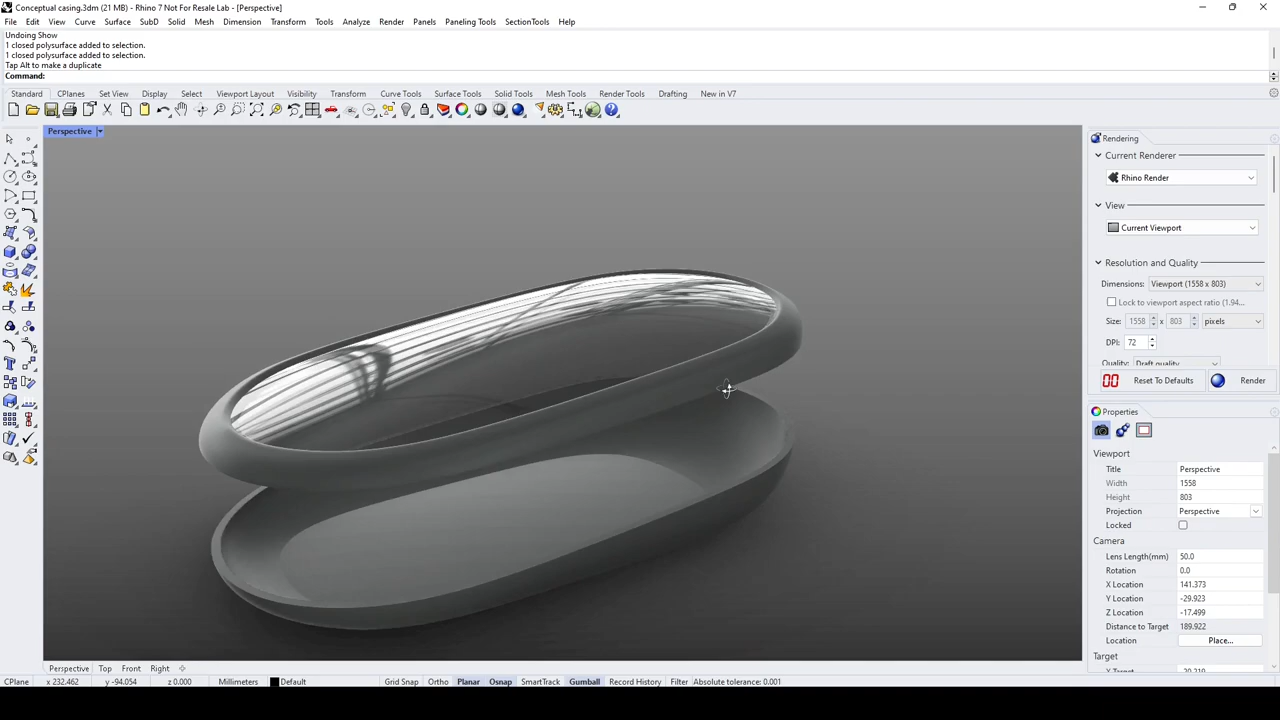 Conceptual casing.3dm (21 MB) - Rhino 7 Not For Resale Lab - [Perspective]
File Edit View Curve Surface SubD Solid Mesh Dimension Transform Tools Analyze Render Panels Paneling Tools SectionTools Help
Undoing Show
1 closed polysurface added to selection.
1 closed polysurface added to selection.
Tap Alt to make a duplicate
Command:
Standard CPlanes Set View Display Select Viewport Layout Visibility Transform Curve Tools Surface Tools Solid Tools Mesh Tools Render Tools Drafting New in V7
Perspective
Rendering
Current Renderer
Rhino Render
View
Current Viewport
Resolution and Quality
Dimensions: Viewport (1558 x 803)
Lock to viewport aspect ratio (1.94...
Size: 1558 x 803 pixels
DPI: 72
Quality: Draft quality
Reset To Defaults Render
Properties
Viewport
Title Perspective
Width 1558
Height 803
Projection Perspective
Locked
Camera
Lens Length(mm) 50.0
Rotation 0.0
X Location 141.373
Y Location -29.923
Z Location -17.499
Distance to Target 189.922
Location Place...
Target
X Target -20.219
Perspective Top Front Right
CPlane x 232.462 y -94.054 z 0.000 Millimeters Default Grid Snap Ortho Planar Osnap SmartTrack Gumball Record History Filter Absolute tolerance: 0.001